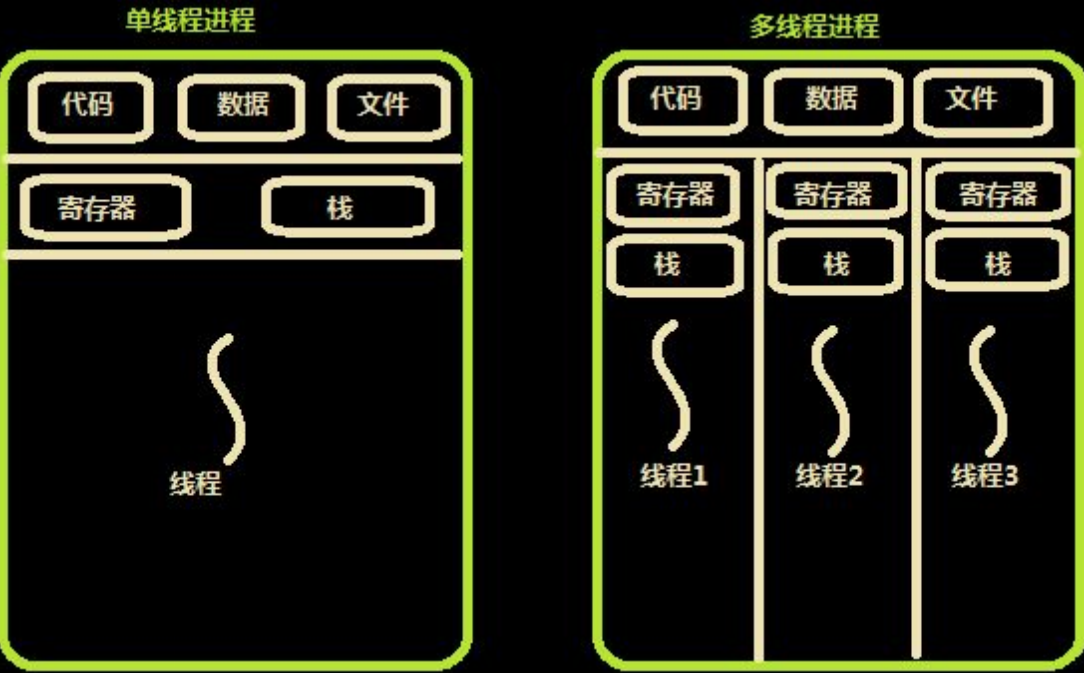 单线程进程
代码 数据 文件
寄存器 栈
线程
多线程进程
代码 数据 文件
寄存器 寄存器 寄存器
栈 栈 栈
线程1 线程2 线程3